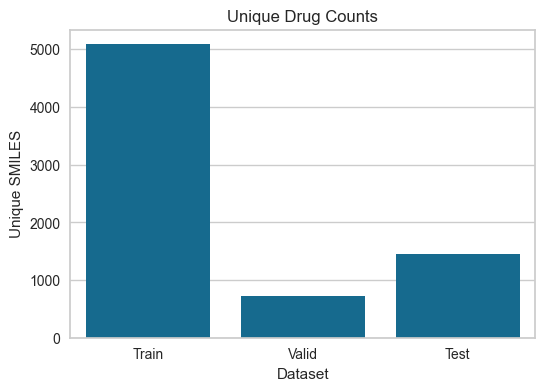 Unique Drug Counts
Unique SMILES
5000
4000
3000
2000
1000
0
Train
Valid
Test
Dataset